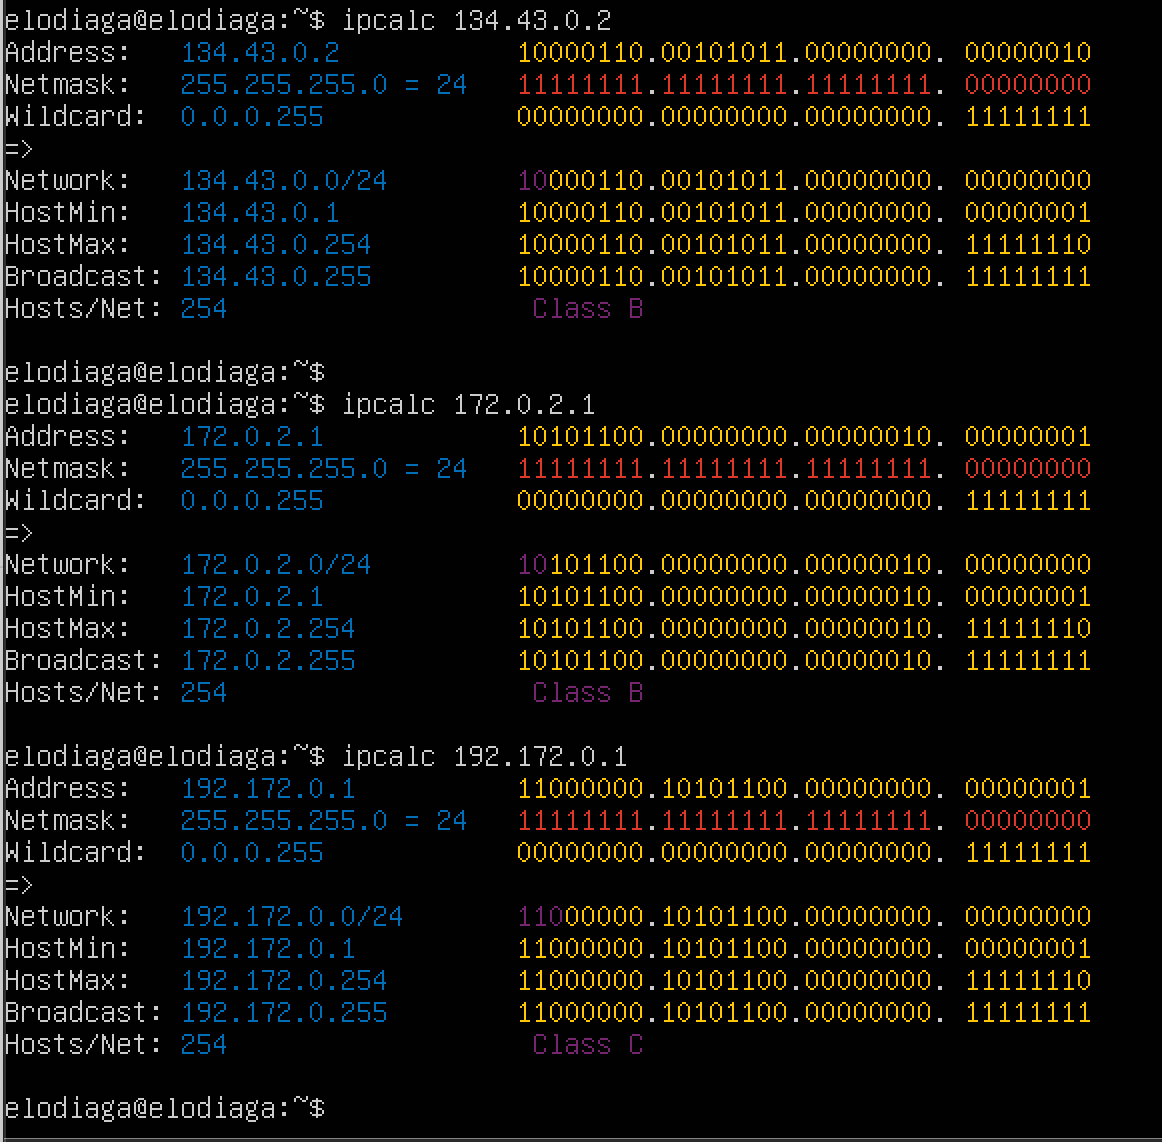 elodiaga@elodiaga:~$ ipcalc 134.43.0.2
Address:   134.43.0.2           10000110.00101011.00000000. 00000010
Netmask:   255.255.255.0 = 24   11111111.11111111.11111111. 00000000
Wildcard:  0.0.0.255            00000000.00000000.00000000. 11111111
=>
Network:   134.43.0.0/24        10000110.00101011.00000000. 00000000
HostMin:   134.43.0.1           10000110.00101011.00000000. 00000001
HostMax:   134.43.0.254         10000110.00101011.00000000. 11111110
Broadcast: 134.43.0.255         10000110.00101011.00000000. 11111111
Hosts/Net: 254                   Class B
elodiaga@elodiaga:~$
elodiaga@elodiaga:~$ ipcalc 172.0.2.1
Address:   172.0.2.1            10101100.00000000.00000010. 00000001
Netmask:   255.255.255.0 = 24   11111111.11111111.11111111. 00000000
Wildcard:  0.0.0.255            00000000.00000000.00000000. 11111111
=>
Network:   172.0.2.0/24         10101100.00000000.00000010. 00000000
HostMin:   172.0.2.1            10101100.00000000.00000010. 00000001
HostMax:   172.0.2.254          10101100.00000000.00000010. 11111110
Broadcast: 172.0.2.255          10101100.00000000.00000010. 11111111
Hosts/Net: 254                   Class B
elodiaga@elodiaga:~$ ipcalc 192.172.0.1
Address:   192.172.0.1          11000000.10101100.00000000. 00000001
Netmask:   255.255.255.0 = 24   11111111.11111111.11111111. 00000000
Wildcard:  0.0.0.255            00000000.00000000.00000000. 11111111
=>
Network:   192.172.0.0/24       11000000.10101100.00000000. 00000000
HostMin:   192.172.0.1          11000000.10101100.00000000. 00000001
HostMax:   192.172.0.254        11000000.10101100.00000000. 11111110
Broadcast: 192.172.0.255        11000000.10101100.00000000. 11111111
Hosts/Net: 254                   Class C
elodiaga@elodiaga:~$